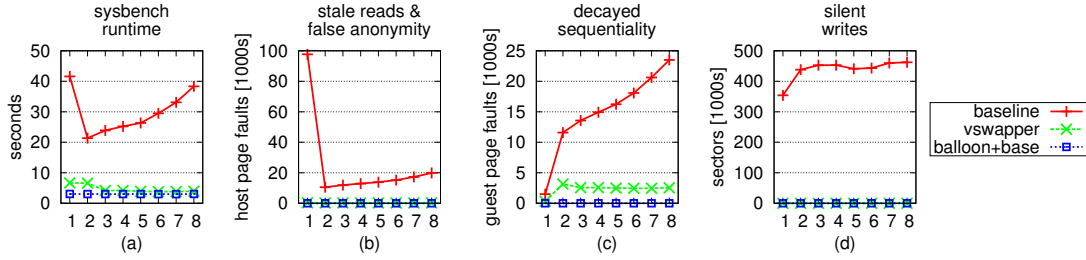 sysbench
runtime
seconds
50
40
30
20
10
0
1 2 3 4 5 6 7 8
(a)
stale reads &
false anonymity
host page faults [1000s]
100
80
60
40
20
0
1 2 3 4 5 6 7 8
(b)
decayed
sequentiality
guest page faults [1000s]
25
20
15
10
5
0
1 2 3 4 5 6 7 8
(c)
silent
writes
sectors [1000s]
500
400
300
200
100
0
1 2 3 4 5 6 7 8
(d)
baseline
vswapper
balloon+base